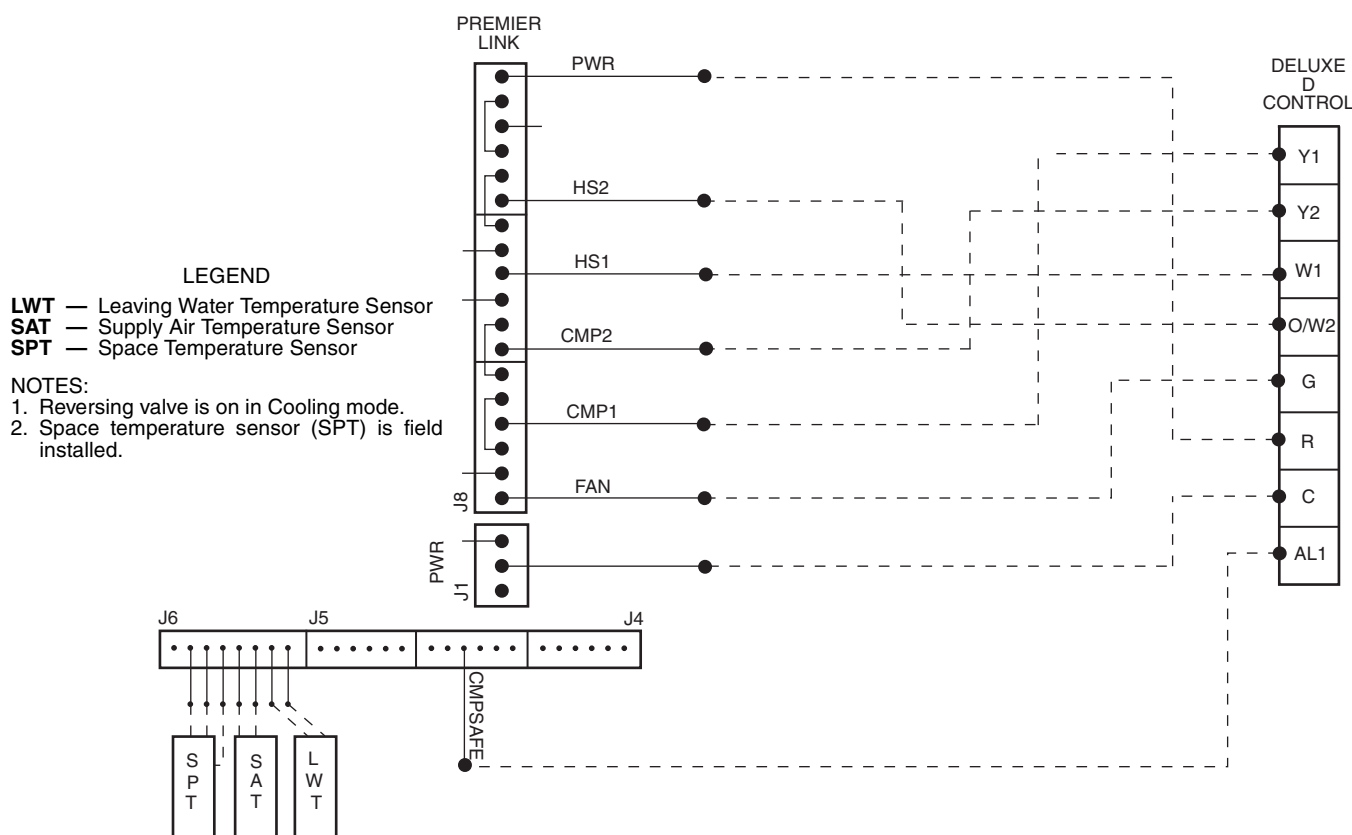 PREMIER
LINK
PWR
HS2
HS1
CMP2
CMP1
FAN
J8
PWR
J1
DELUXE
D
CONTROL
Y1
Y2
W1
O/W2
G
R
C
AL1
LEGEND
LWT — Leaving Water Temperature Sensor
SAT — Supply Air Temperature Sensor
SPT — Space Temperature Sensor
NOTES:
1. Reversing valve is on in Cooling mode.
2. Space temperature sensor (SPT) is field
installed.
J6
J5
J4
CMPSAFE
SPT
SAT
LWT